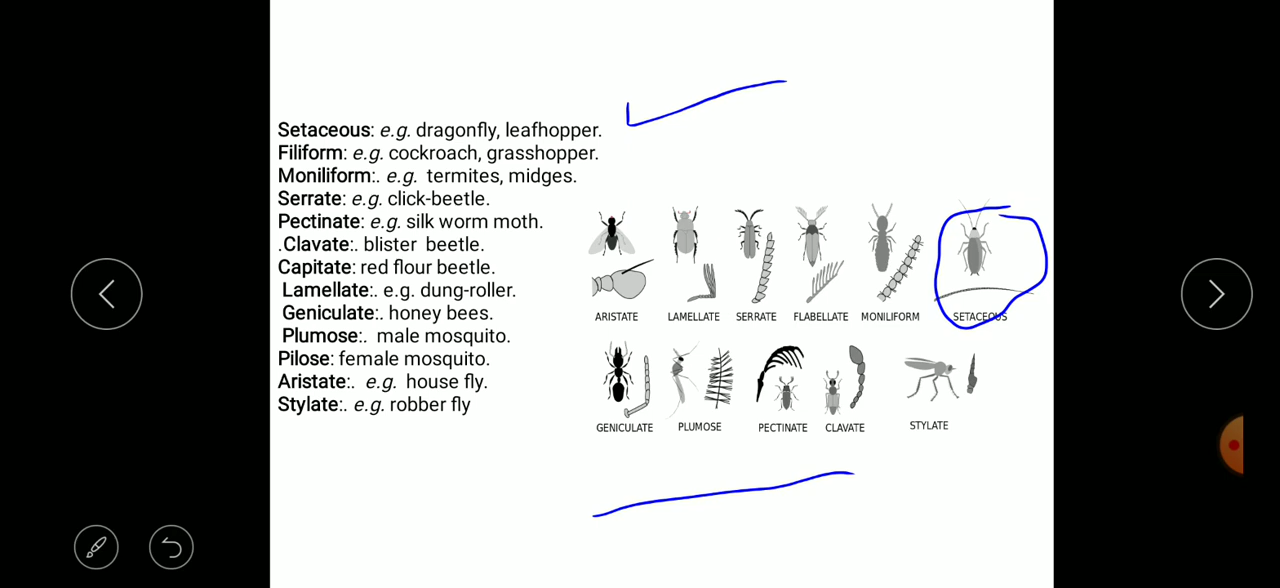 Setaceous: e.g. dragonfly, leafhopper.
Filiform: e.g. cockroach, grasshopper.
Moniliform:. e.g. termites, midges.
Serrate: e.g. click-beetle.
Pectinate: e.g. silk worm moth.
.Clavate:. blister beetle.
Capitate: red flour beetle.
Lamellate:. e.g. dung-roller.
Geniculate:. honey bees.
Plumose:. male mosquito.
Pilose: female mosquito.
Aristate:. e.g. house fly.
Stylate:. e.g. robber fly
ARISTATE LAMELLATE SERRATE FLABELLATE MONILIFORM SETACEOUS
GENICULATE PLUMOSE PECTINATE CLAVATE STYLATE